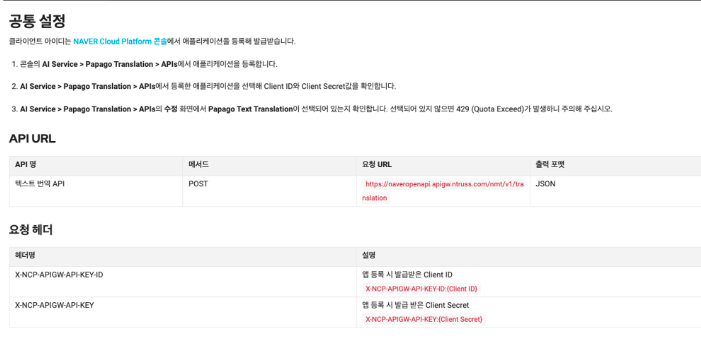 공통 설정
클라이언트 아이디는 NAVER Cloud Platform 콘솔에서 애플리케이션을 등록해 발급받습니다.
1. 콘솔의 AI Service > Papago Translation > APIs에서 애플리케이션을 등록합니다.
2. AI Service > Papago Translation > APIs에서 등록한 애플리케이션을 선택해 Client ID와 Client Secret값을 확인합니다.
3. AI Service > Papago Translation > APIs의 수정 화면에서 Papago Text Translation이 선택되어 있는지 확인합니다. 선택되어 있지 않으면 429 (Quota Exceed)가 발생하니 주의해 주십시오.
API URL
API 명 메서드 요청 URL 출력 포맷
텍스트 번역 API POST https://naveropenapi.apigw.ntruss.com/nmt/v1/tra JSON
nslation
요청 헤더
헤더명 설명
X-NCP-APIGW-API-KEY-ID 앱 등록 시 발급받은 Client ID
X-NCP-APIGW-API-KEY-ID:{Client ID}
X-NCP-APIGW-API-KEY 앱 등록 시 발급 받은 Client Secret
X-NCP-APIGW-API-KEY:{Client Secret}